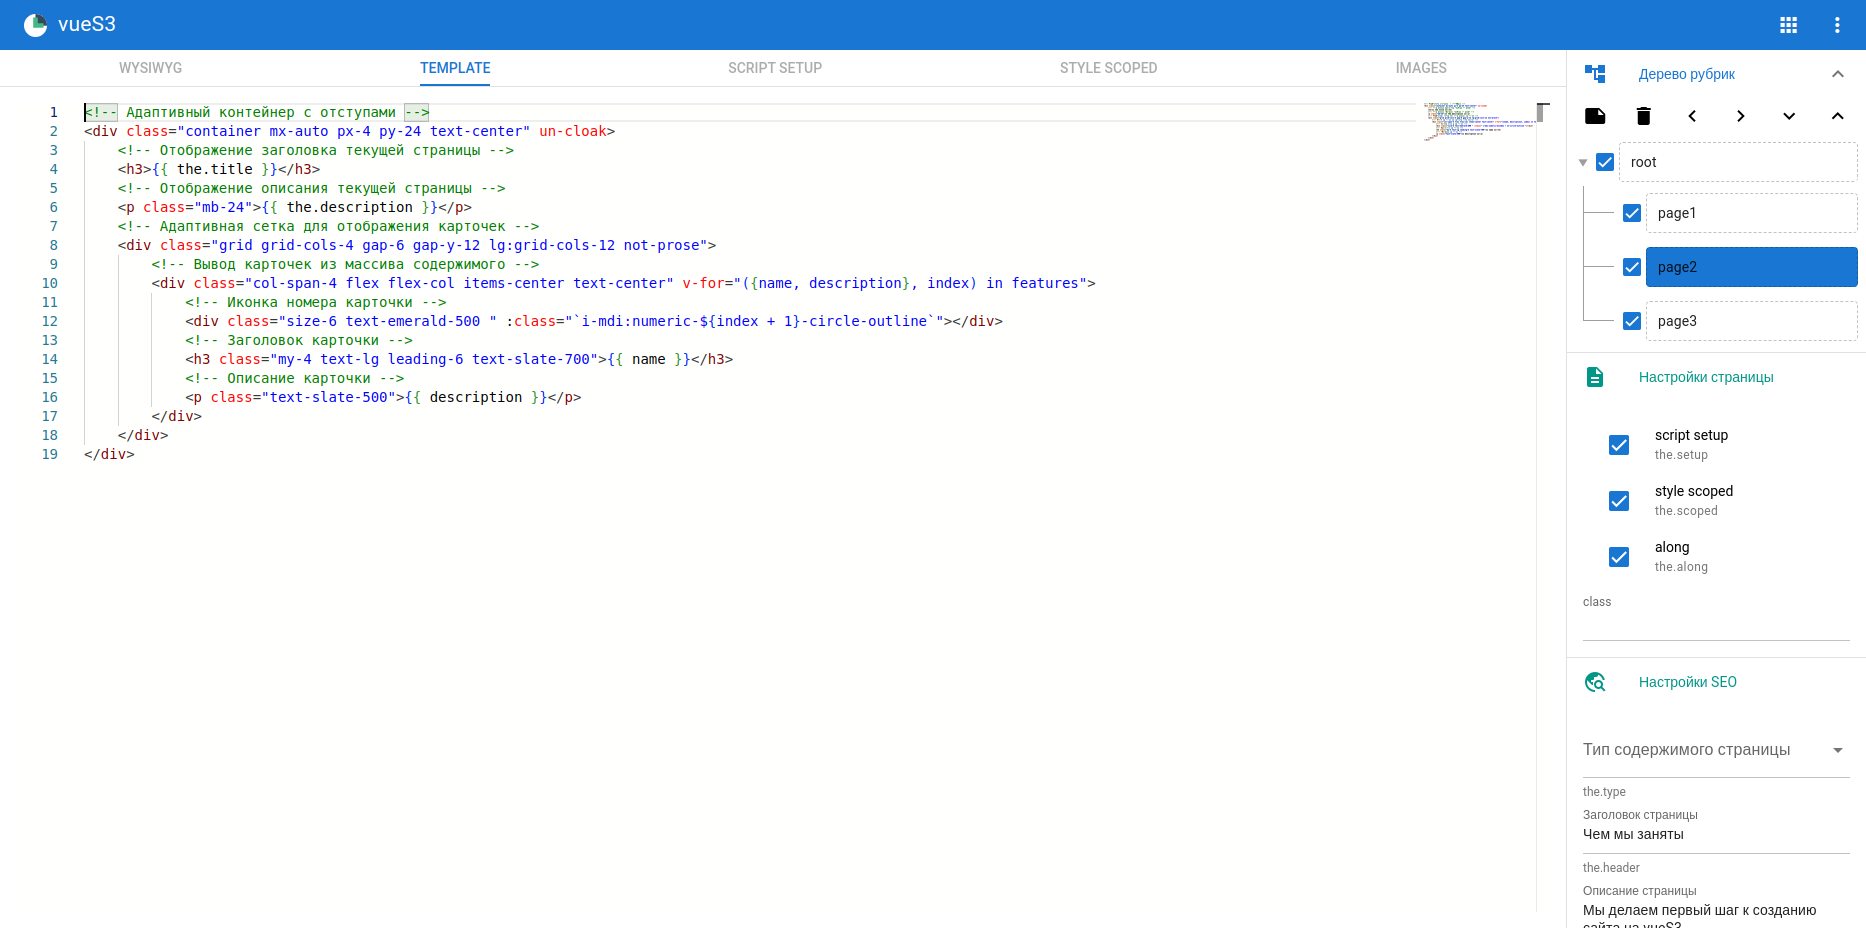 vueS3
WYSIWYG TEMPLATE SCRIPT SETUP STYLE SCOPED IMAGES
1 <!-- Адаптивный контейнер с отступами -->
2 <div class="container mx-auto px-4 py-24 text-center" un-cloak>
3 <!-- Отображение заголовка текущей страницы -->
4 <h3>{{ the.title }}</h3>
5 <!-- Отображение описания текущей страницы -->
6 <p class="mb-24">{{ the.description }}</p>
7 <!-- Адаптивная сетка для отображения карточек -->
8 <div class="grid grid-cols-4 gap-6 gap-y-12 lg:grid-cols-12 not-prose">
9 <!-- Вывод карточек из массива содержимого -->
10 <div class="col-span-4 flex flex-col items-center text-center" v-for="({name, description}, index) in features">
11 <!-- Иконка номера карточки -->
12 <div class="size-6 text-emerald-500 " :class="`i-mdi:numeric-${index + 1}-circle-outline`"></div>
13 <!-- Заголовок карточки -->
14 <h3 class="my-4 text-lg leading-6 text-slate-700">{{ name }}</h3>
15 <!-- Описание карточки -->
16 <p class="text-slate-500">{{ description }}</p>
17 </div>
18 </div>
19 </div>
Дерево рубрик
root
page1
page2
page3
Настройки страницы
script setup
the.setup
style scoped
the.scoped
along
the.along
class
Настройки SEO
Тип содержимого страницы
the.type
Заголовок страницы
Чем мы заняты
the.header
Описание страницы
Мы делаем первый шаг к созданию
сайта на vueS3